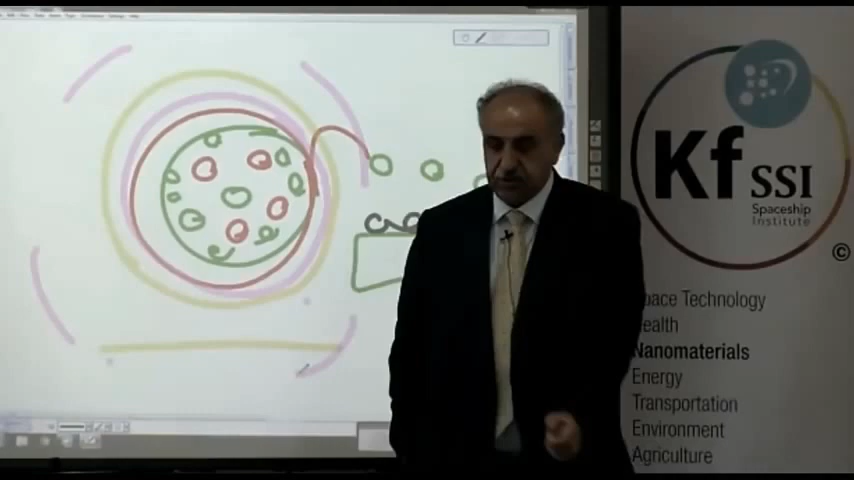 Kf SSI
Spaceship
Institute
©
pace Technology
ealth
Nanomaterials
Energy
Transportation
Environment
Agriculture